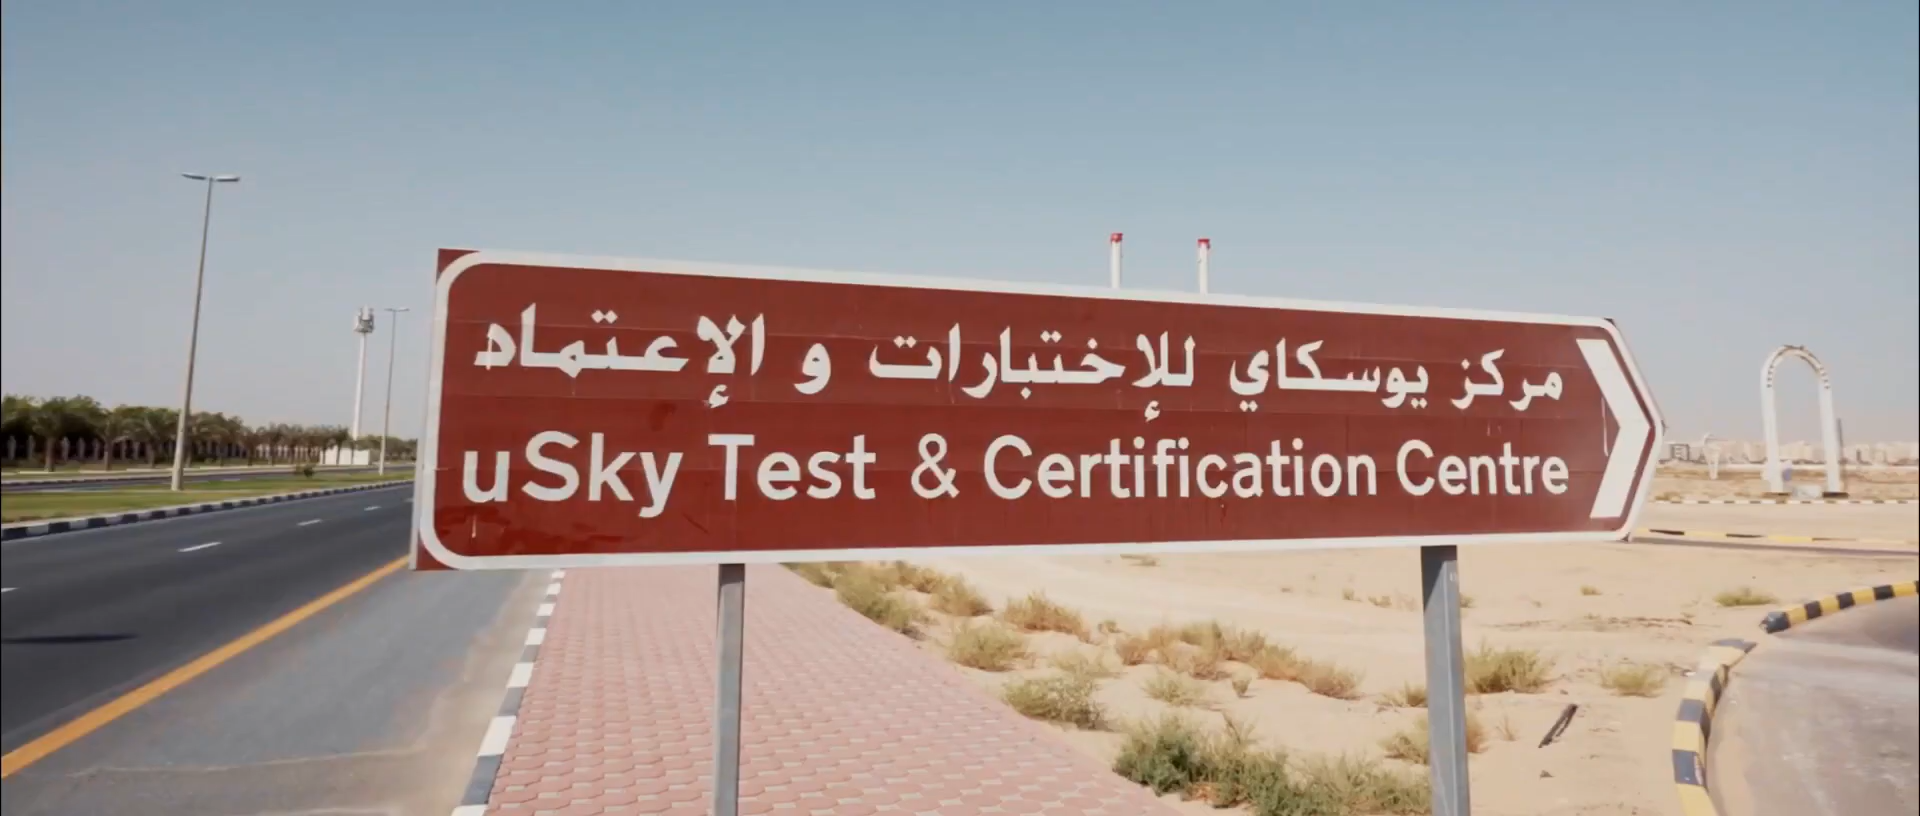 مركز يوسكاي للإختبارات و الإعتماد
uSky Test & Certification Centre